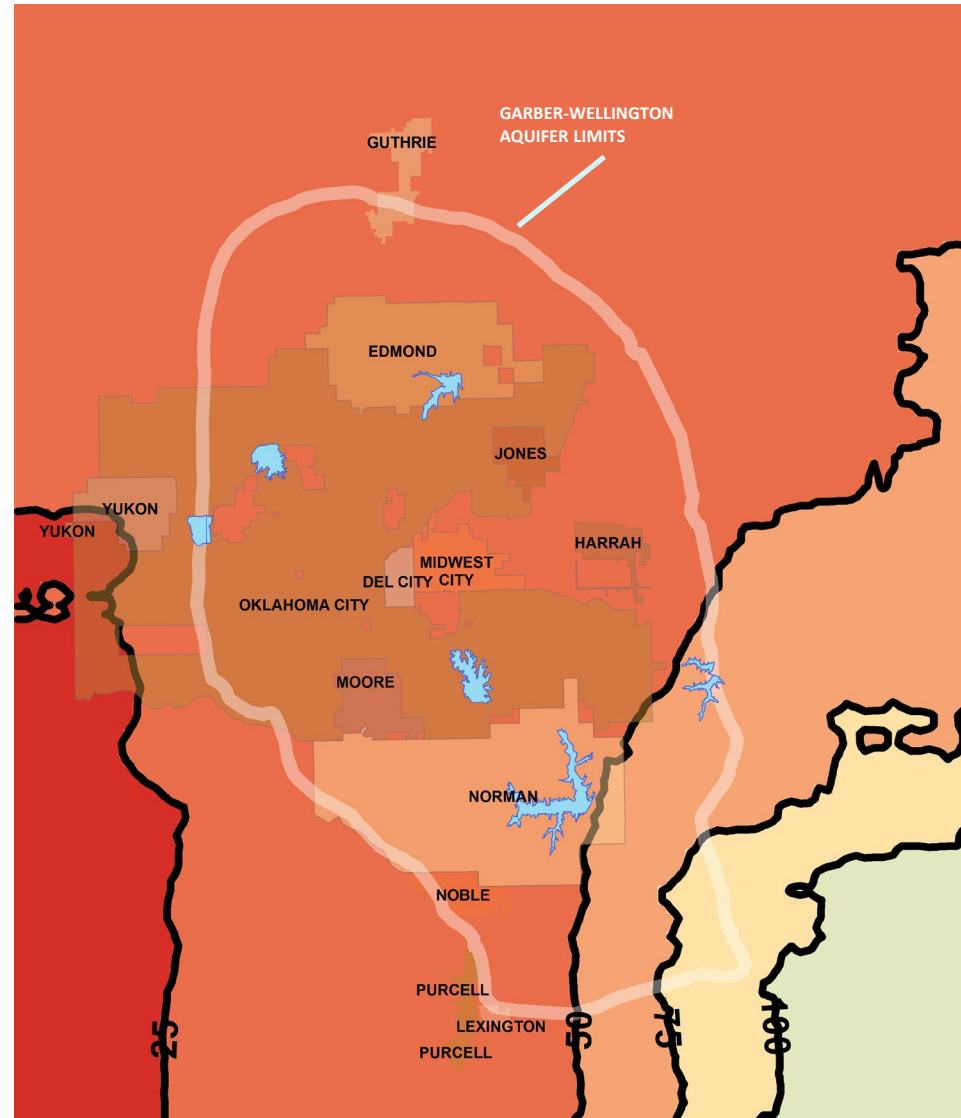 GARBER-WELLINGTON
AQUIFER LIMITS
GUTHRIE
EDMOND
JONES
YUKON
YUKON
HARRAH
MIDWEST
CITY
DEL CITY
OKLAHOMA CITY
MOORE
NORMAN
NOBLE
PURCELL
LEXINGTON
PURCELL
25
50
75
100